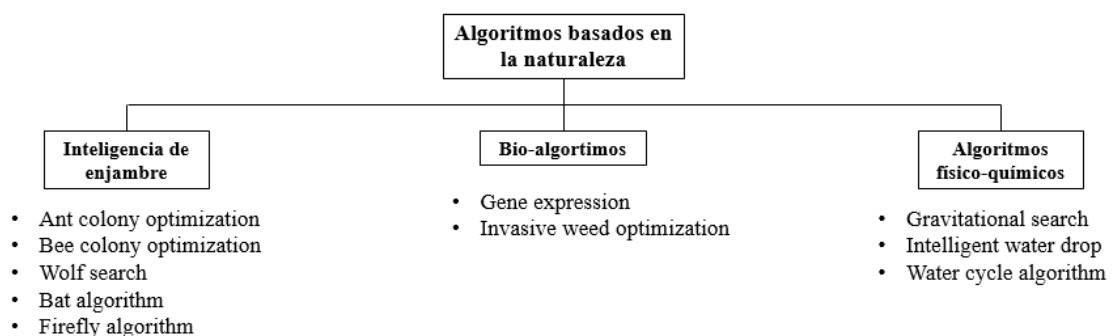 Algoritmos basados en
la naturaleza
Inteligencia de
enjambre
• Ant colony optimization
• Bee colony optimization
• Wolf search
• Bat algorithm
• Firefly algorithm
Bio-algortimos
• Gene expression
• Invasive weed optimization
Algoritmos
físico-químicos
• Gravitational search
• Intelligent water drop
• Water cycle algorithm